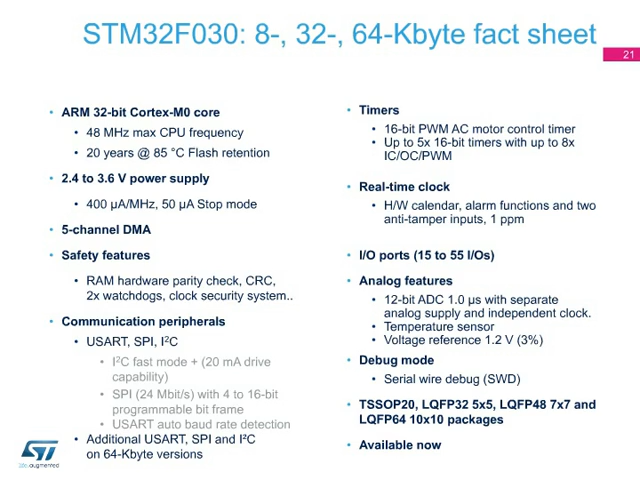 STM32F030: 8-, 32-, 64-Kbyte fact sheet
21
• ARM 32-bit Cortex-M0 core
• 48 MHz max CPU frequency
• 20 years @ 85 °C Flash retention
• 2.4 to 3.6 V power supply
• 400 µA/MHz, 50 µA Stop mode
• 5-channel DMA
• Safety features
• RAM hardware parity check, CRC,
2x watchdogs, clock security system..
• Communication peripherals
• USART, SPI, I²C
• I²C fast mode + (20 mA drive
capability)
• SPI (24 Mbit/s) with 4 to 16-bit
programmable bit frame
• USART auto baud rate detection
• Additional USART, SPI and I²C
on 64-Kbyte versions
• Timers
• 16-bit PWM AC motor control timer
• Up to 5x 16-bit timers with up to 8x
IC/OC/PWM
• Real-time clock
• H/W calendar, alarm functions and two
anti-tamper inputs, 1 ppm
• I/O ports (15 to 55 I/Os)
• Analog features
• 12-bit ADC 1.0 µs with separate
analog supply and independent clock.
• Temperature sensor
• Voltage reference 1.2 V (3%)
• Debug mode
• Serial wire debug (SWD)
• TSSOP20, LQFP32 5x5, LQFP48 7x7 and
LQFP64 10x10 packages
• Available now
ST
life.augmented